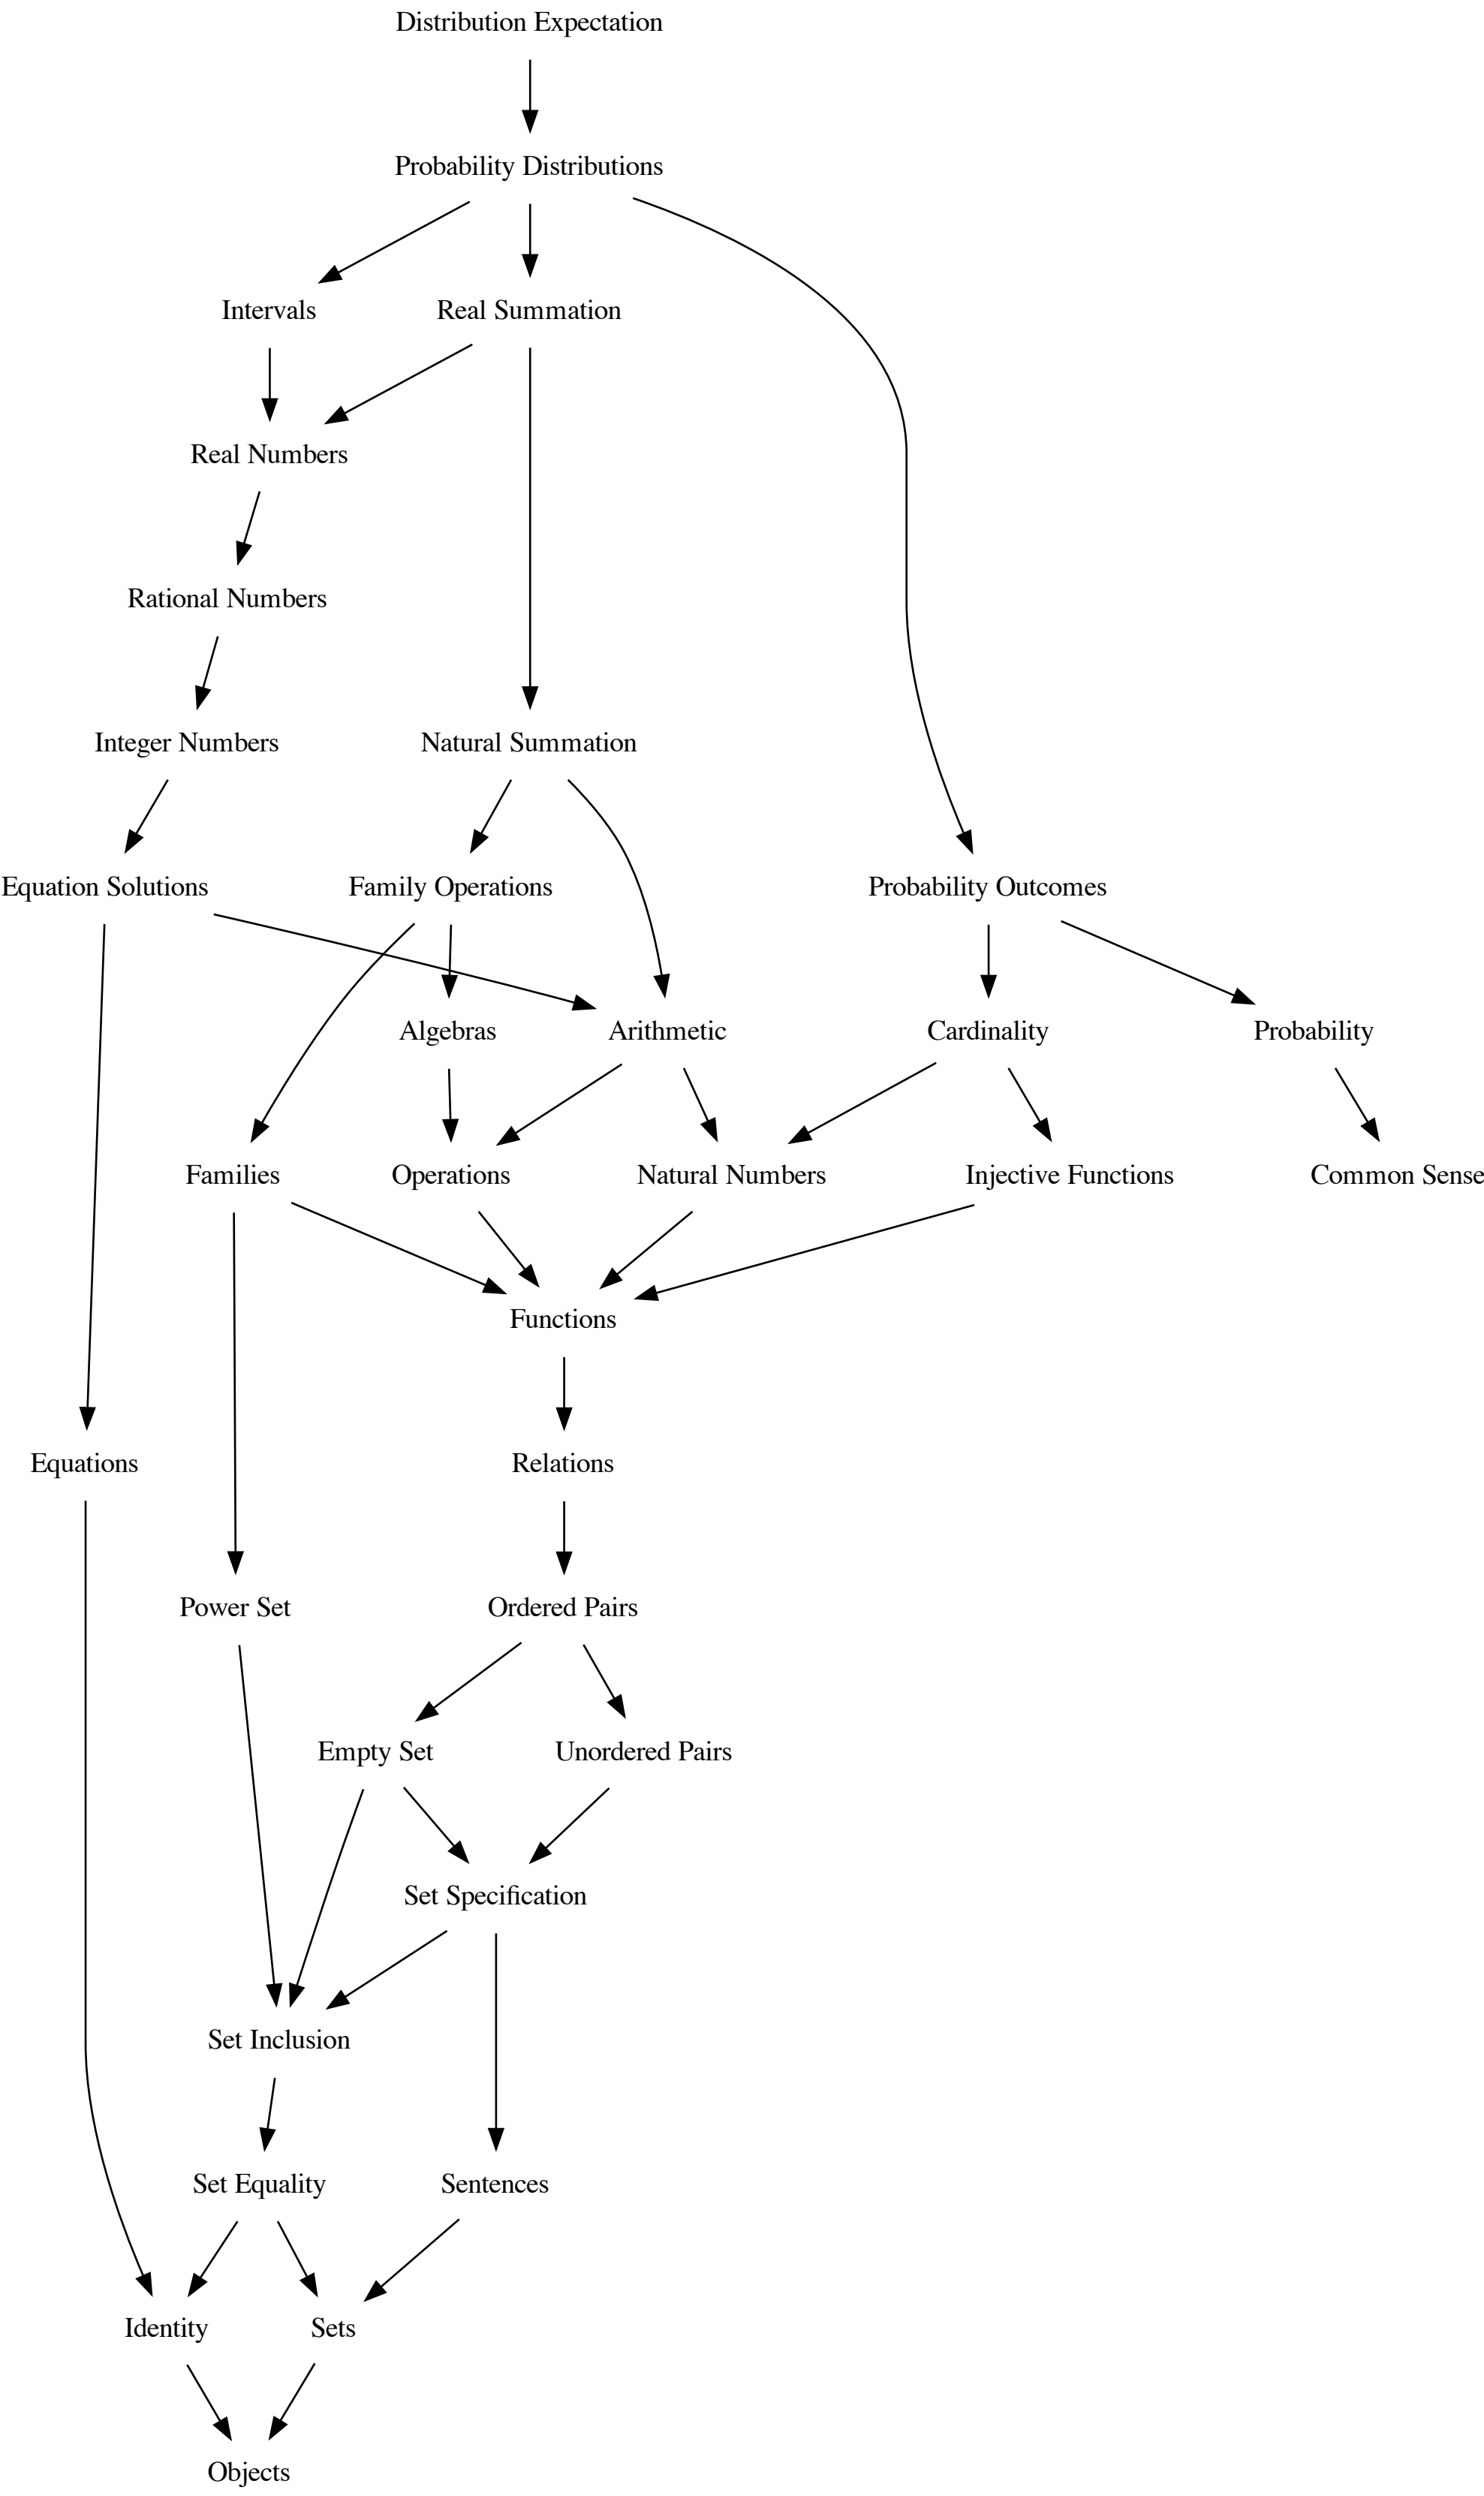 Distribution Expectation
Probability Distributions
Intervals
Real Summation
Real Numbers
Rational Numbers
Integer Numbers
Natural Summation
Equation Solutions
Family Operations
Probability Outcomes
Algebras
Arithmetic
Cardinality
Probability
Families
Operations
Natural Numbers
Injective Functions
Common Sense
Functions
Equations
Relations
Power Set
Ordered Pairs
Empty Set
Unordered Pairs
Set Specification
Set Inclusion
Set Equality
Sentences
Identity
Sets
Objects